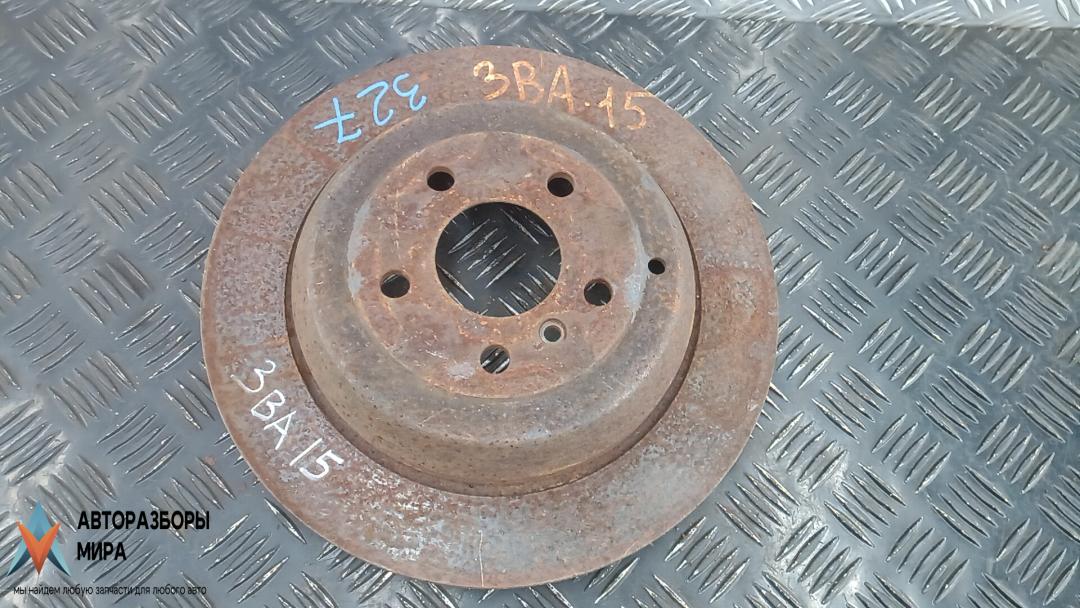 3BA.15
327
3BA 15
АВТОРАЗБОРЫ
МИРА
мы найдем любую запчасти для любого авто